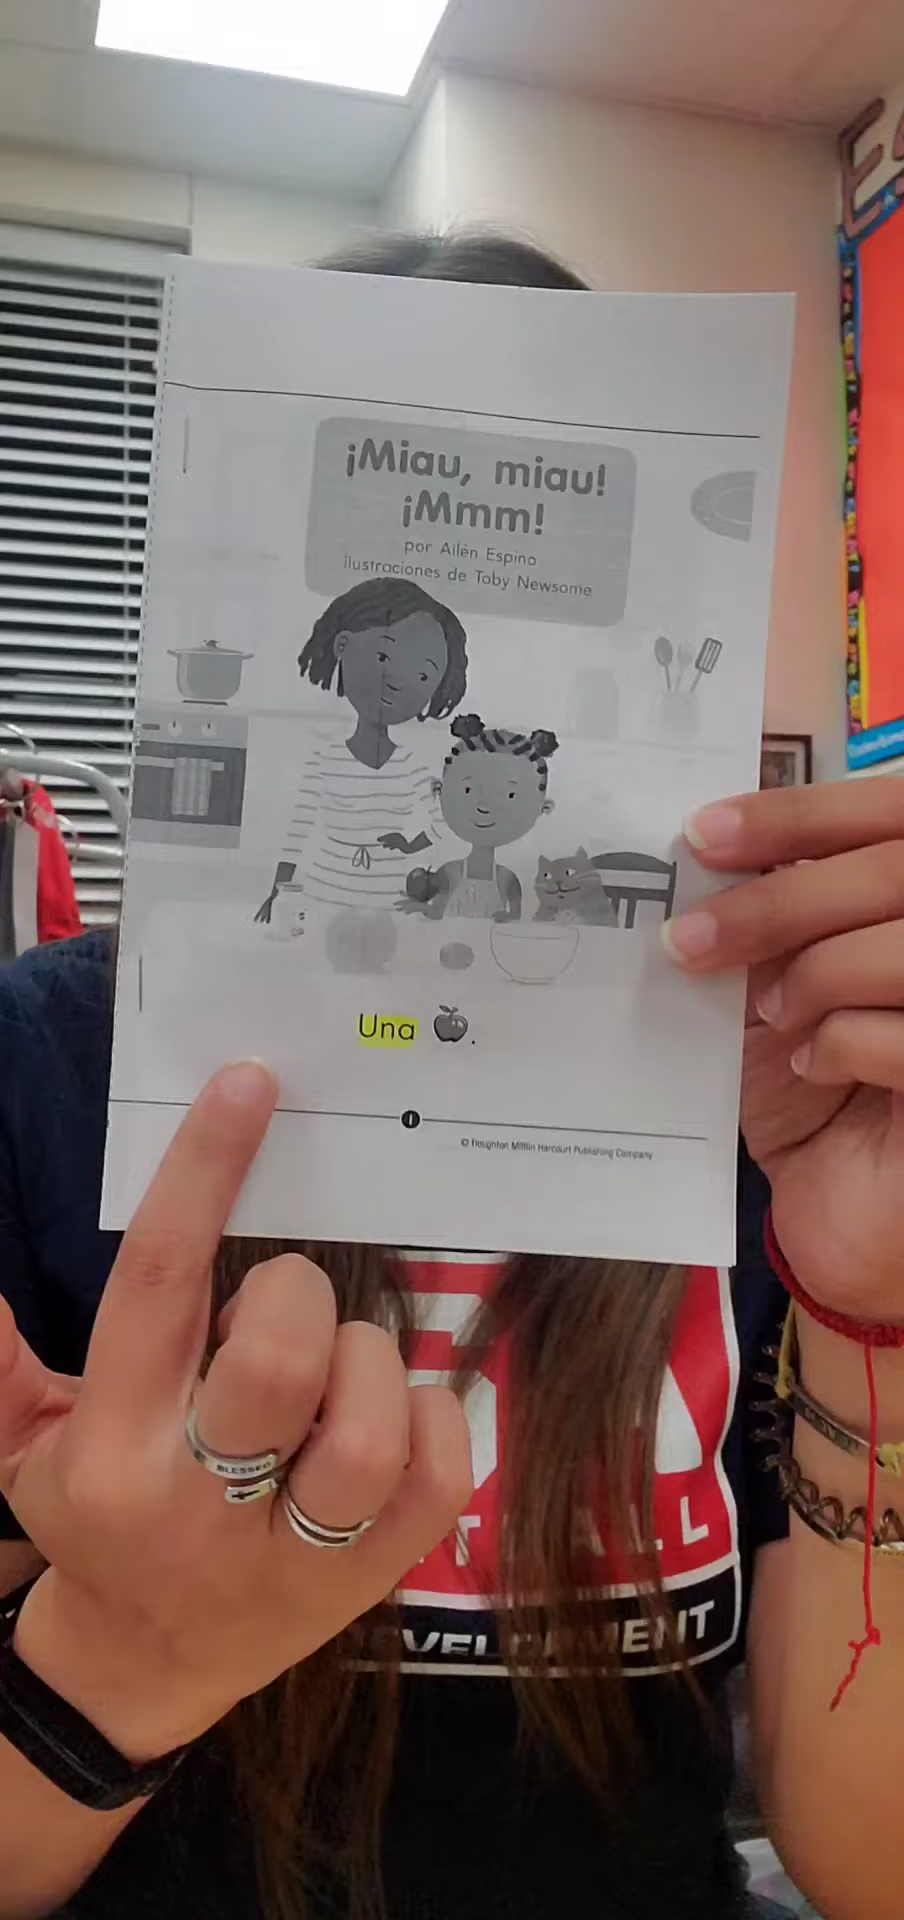 ¡Miau, miau!
¡Mmm!
por Ailén Espino
ilustraciones de Toby Newsome
Una
1
© Houghton Mifflin Harcourt Publishing Company
BLESSED